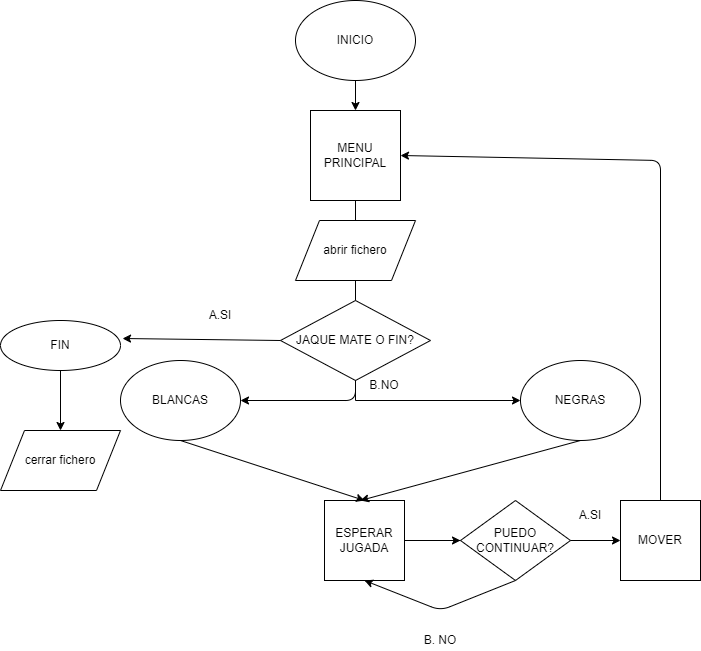 INICIO
MENU
PRINCIPAL
abrir fichero
A.SI
JAQUE MATE O FIN?
FIN
B.NO
BLANCAS
NEGRAS
cerrar fichero
ESPERAR
JUGADA
PUEDO
CONTINUAR?
A.SI
MOVER
B. NO